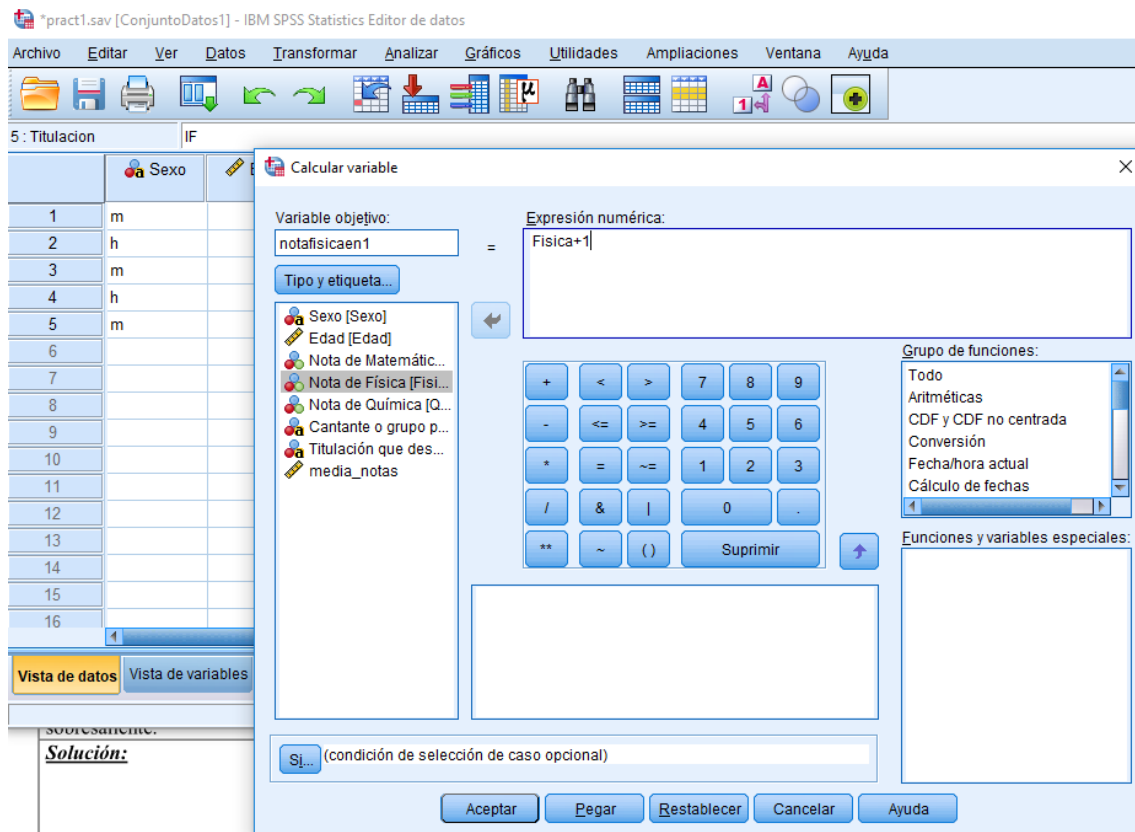 *pract1.sav [ConjuntoDatos1] - IBM SPSS Statistics Editor de datos
Archivo Editar Ver Datos Transformar Analizar Gráficos Utilidades Ampliaciones Ventana Ayuda
5 : Titulacion IF
Sexo E
1 m
2 h
3 m
4 h
5 m
6
7
8
9
10
11
12
13
14
15
16
Vista de datos Vista de variables
Calcular variable
Variable objetivo:
notafisicaen1
=
Expresión numérica:
Fisica+1
Tipo y etiqueta...
Sexo [Sexo]
Edad [Edad]
Nota de Matemátic...
Nota de Física [Fisi...
Nota de Química [Q...
Cantante o grupo p...
Titulación que des...
media_notas
+ < > 7 8 9
- <= >= 4 5 6
* = ~= 1 2 3
/ & | 0 .
** ~ ( ) Suprimir
Grupo de funciones:
Todo
Aritméticas
CDF y CDF no centrada
Conversión
Fecha/hora actual
Cálculo de fechas
Funciones y variables especiales:
Si... (condición de selección de caso opcional)
Aceptar Pegar Restablecer Cancelar Ayuda
sobresaliente.
Solución: